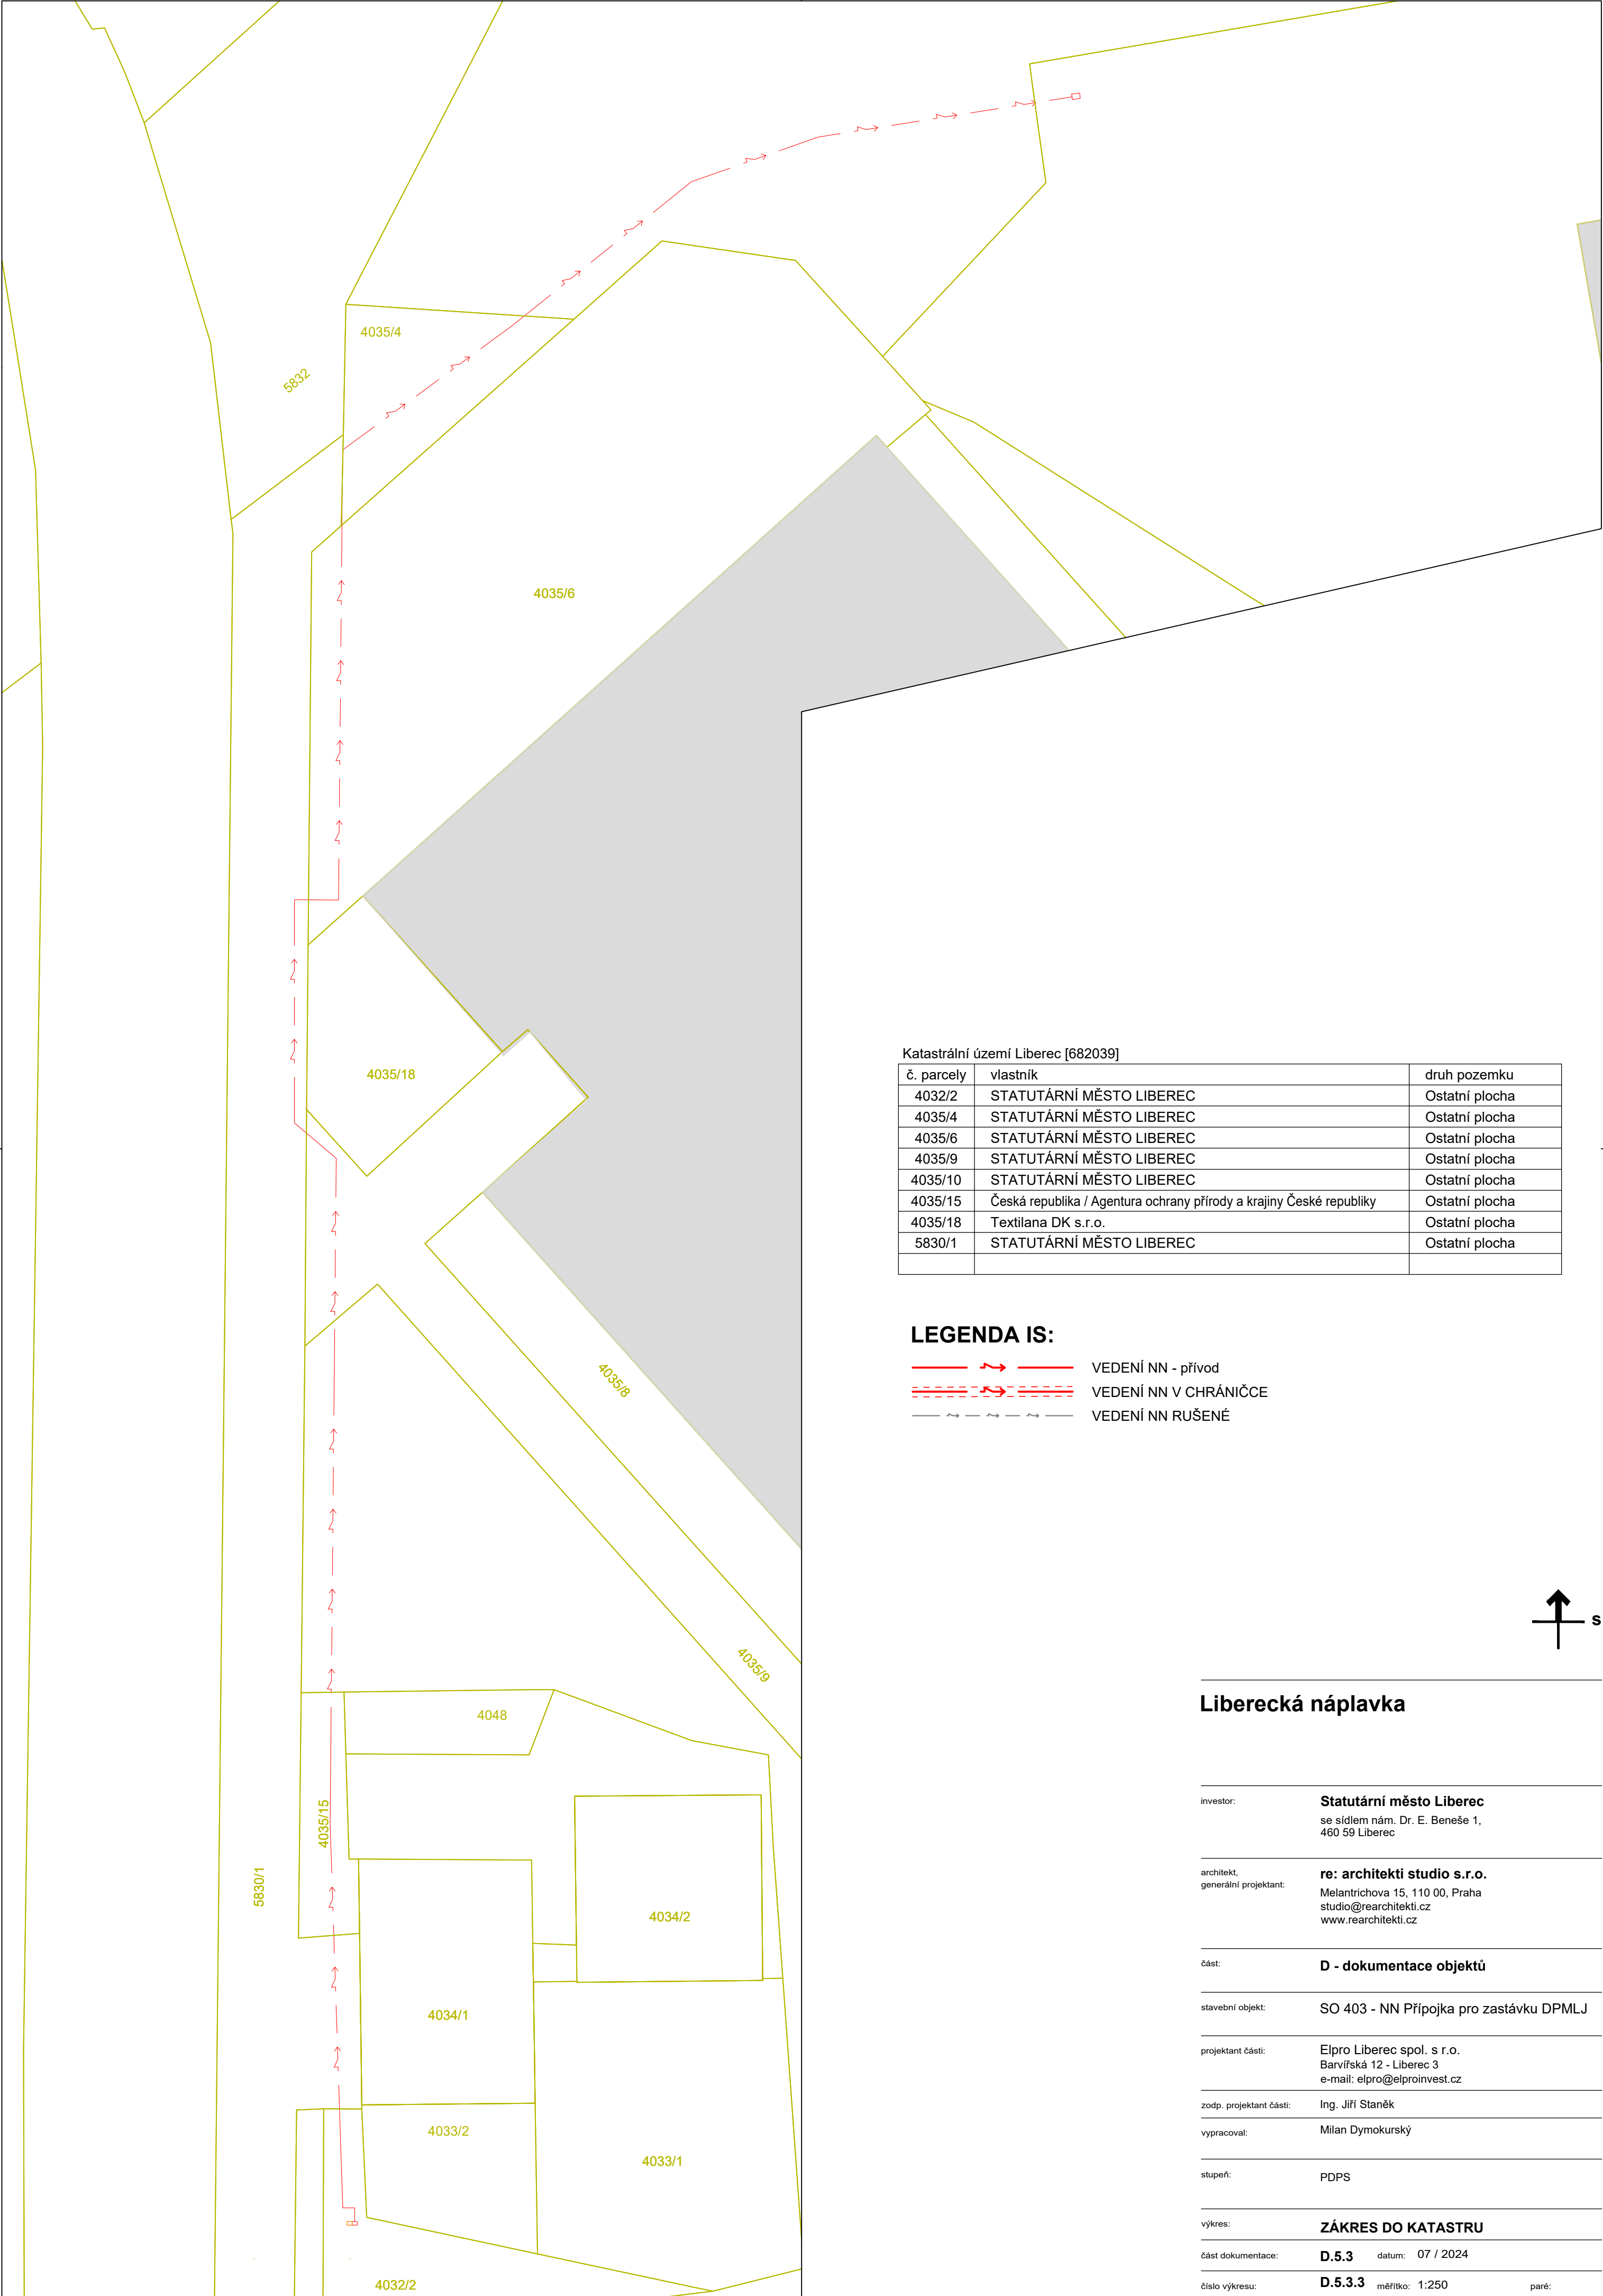 4035/4
5832
4035/6
4035/18
4035/8
4035/9
4048
4035/15
5830/1
4034/2
4034/1
4033/2
4033/1
4032/2
Katastrální území Liberec [682039]
č. parcely vlastník druh pozemku
4032/2 STATUTÁRNÍ MĚSTO LIBEREC Ostatní plocha
4035/4 STATUTÁRNÍ MĚSTO LIBEREC Ostatní plocha
4035/6 STATUTÁRNÍ MĚSTO LIBEREC Ostatní plocha
4035/9 STATUTÁRNÍ MĚSTO LIBEREC Ostatní plocha
4035/10 STATUTÁRNÍ MĚSTO LIBEREC Ostatní plocha
4035/15 Česká republika / Agentura ochrany přírody a krajiny České republiky Ostatní plocha
4035/18 Textilana DK s.r.o. Ostatní plocha
5830/1 STATUTÁRNÍ MĚSTO LIBEREC Ostatní plocha
LEGENDA IS:
VEDENÍ NN - přívod
VEDENÍ NN V CHRÁNIČCE
VEDENÍ NN RUŠENÉ
s
Liberecká náplavka
investor: Statutární město Liberec
se sídlem nám. Dr. E. Beneše 1,
460 59 Liberec
architekt, re: architekti studio s.r.o.
generální projektant: Melantrichova 15, 110 00, Praha
studio@rearchitekti.cz
www.rearchitekti.cz
část: D - dokumentace objektů
stavební objekt: SO 403 - NN Přípojka pro zastávku DPMLJ
projektant části: Elpro Liberec spol. s r.o.
Barvířská 12 - Liberec 3
e-mail: elpro@elproinvest.cz
zodp. projektant části: Ing. Jiří Staněk
vypracoval: Milan Dymokurský
stupeň: PDPS
výkres: ZÁKRES DO KATASTRU
část dokumentace: D.5.3 datum: 07 / 2024
číslo výkresu: D.5.3.3 měřítko: 1:250 paré: